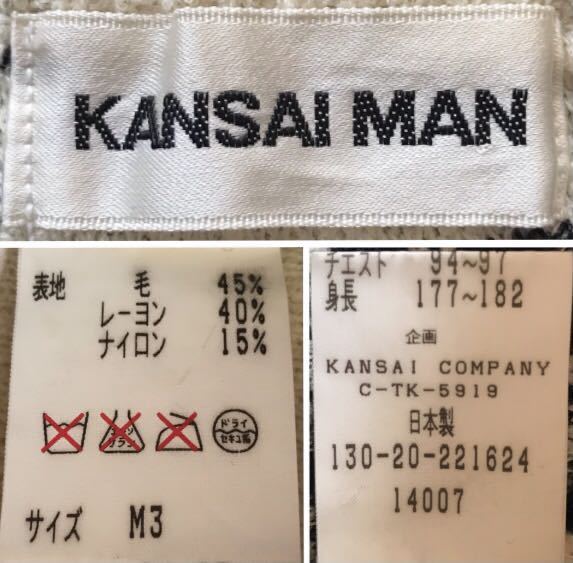 KANSAI MAN
表地 毛 45%
レーヨン 40%
ナイロン 15%
ドライ
セキユ系
サイズ M3
チエスト 94~97
身長 177~182
企画
KANSAI COMPANY
C-TK-5919
日本製
130-20-221624
14007